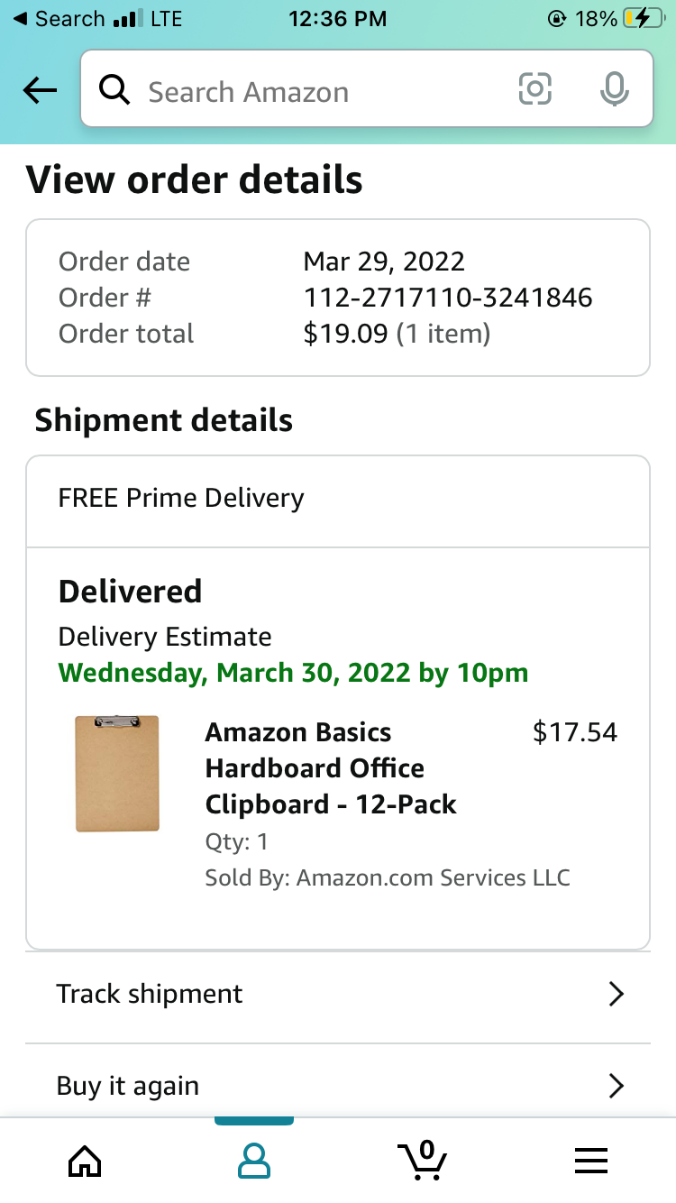 ◀ Search LTE 12:36 PM 18%
Search Amazon
View order details
Order date Mar 29, 2022
Order # 112-2717110-3241846
Order total $19.09 (1 item)
Shipment details
FREE Prime Delivery
Delivered
Delivery Estimate
Wednesday, March 30, 2022 by 10pm
Amazon Basics $17.54
Hardboard Office
Clipboard - 12-Pack
Qty: 1
Sold By: Amazon.com Services LLC
Track shipment
Buy it again
0